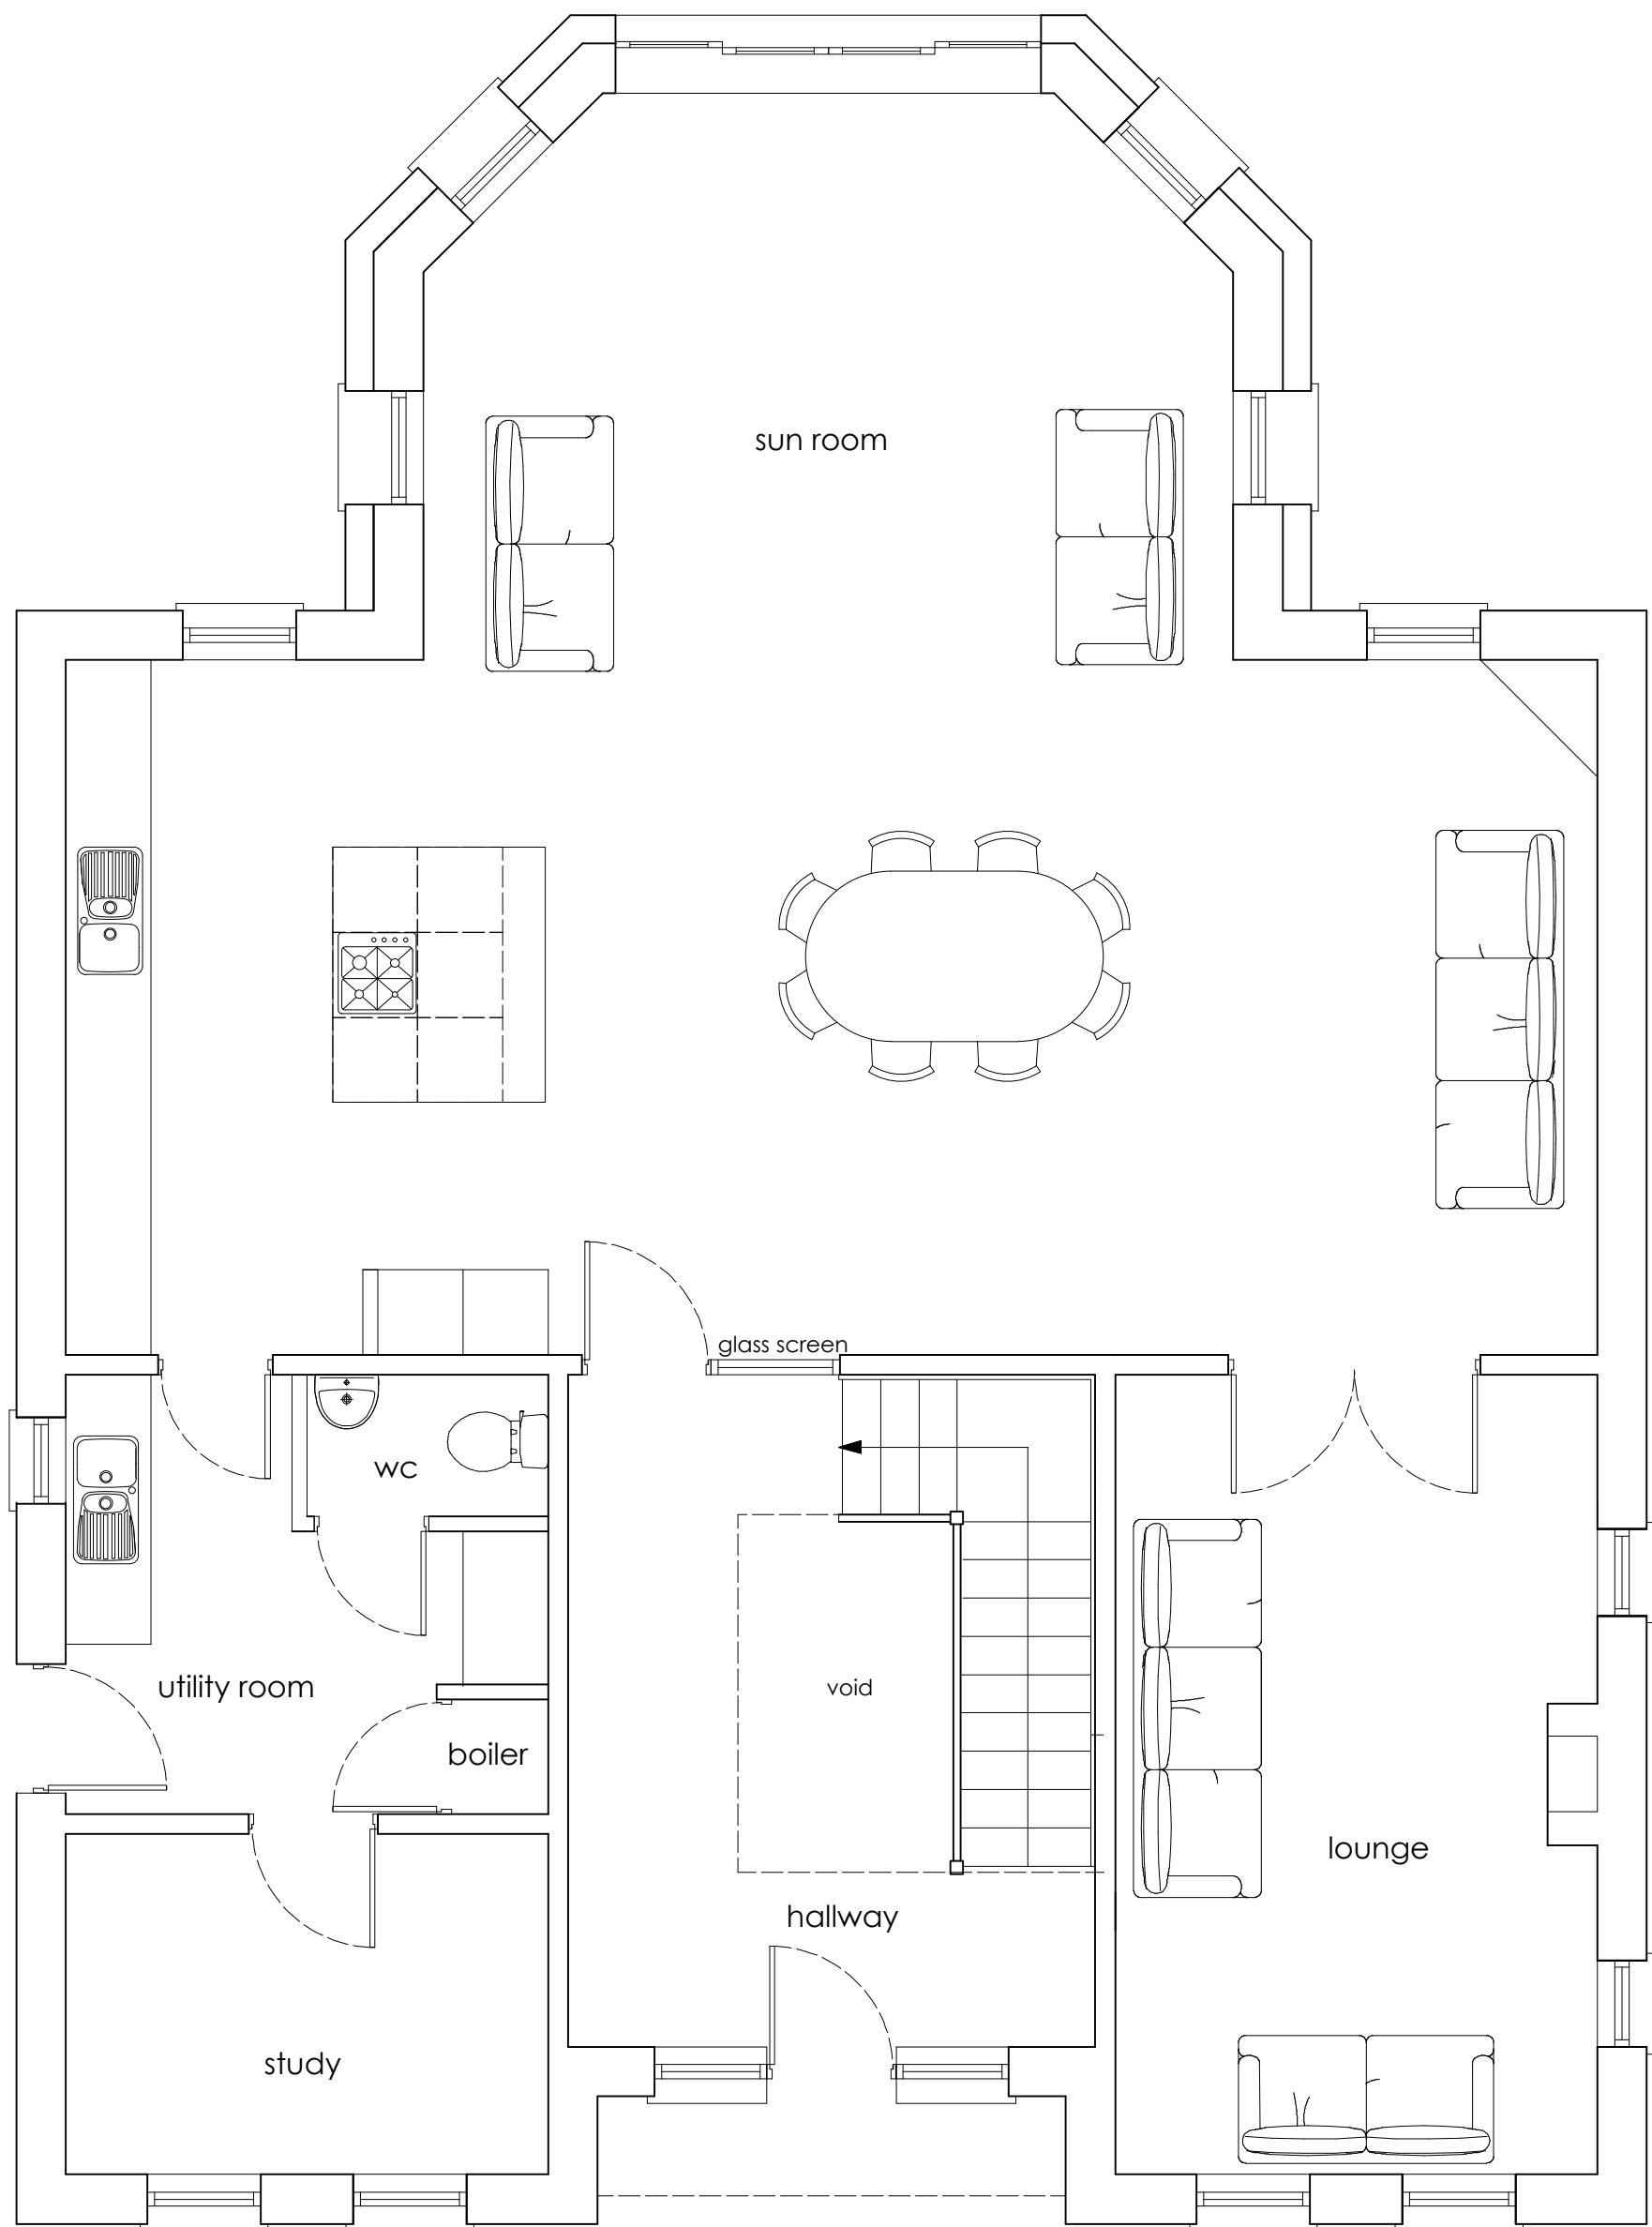 sun room
glass screen
wc
utility room
void
boiler
lounge
hallway
study